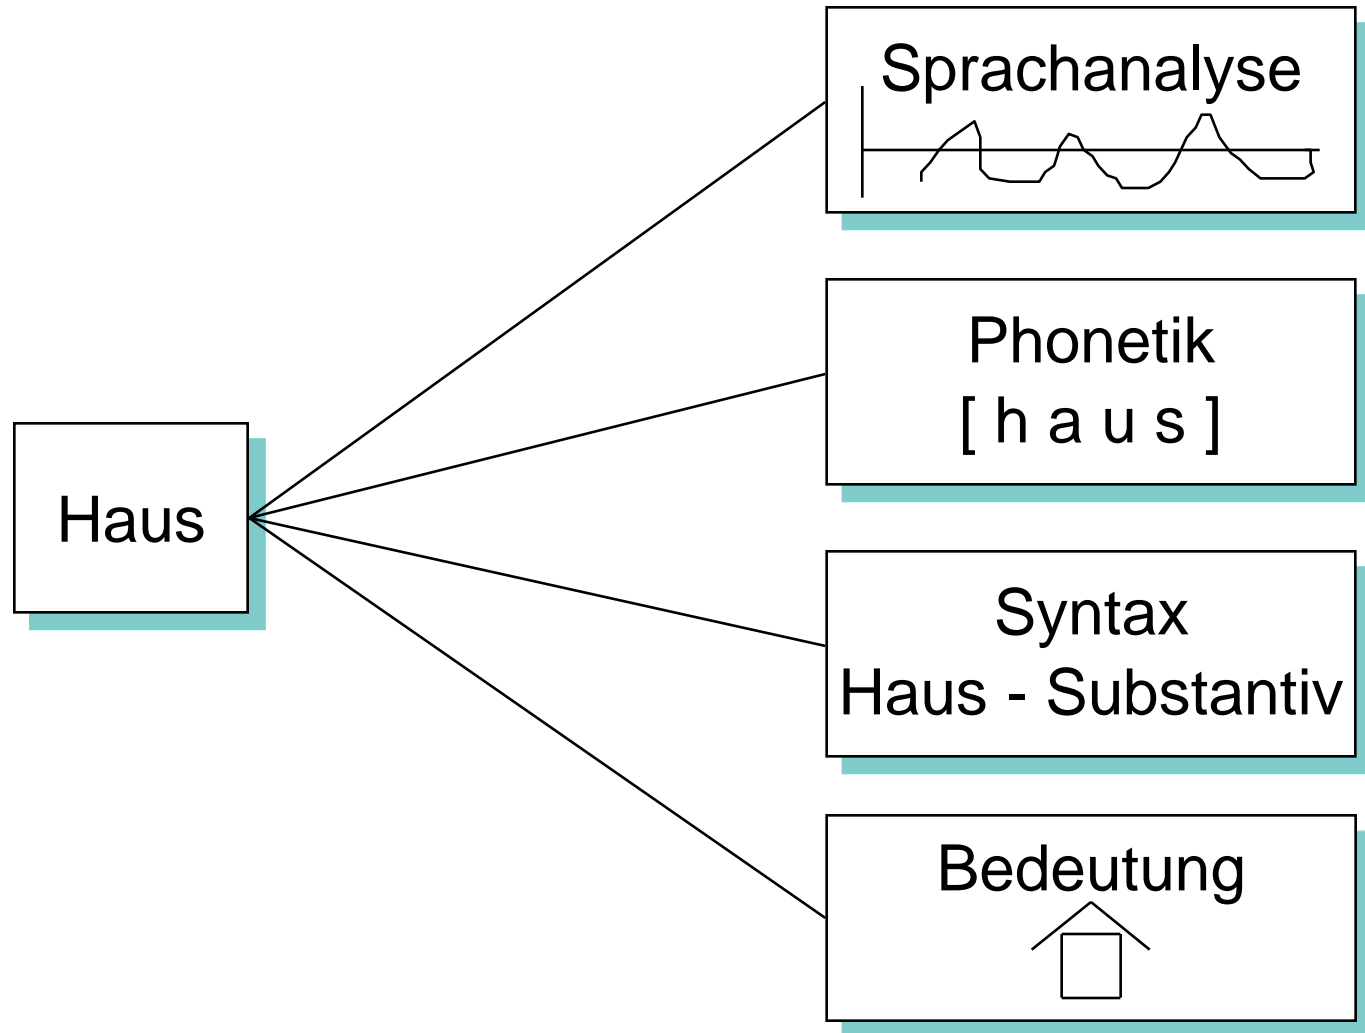 Haus
Sprachanalyse
Phonetik
[ h a u s ]
Syntax
Haus - Substantiv
Bedeutung